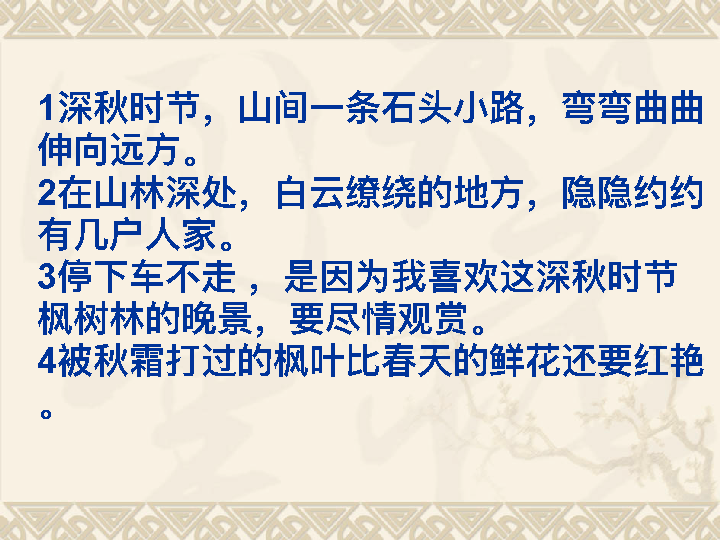 1深秋时节，山间一条石头小路，弯弯曲曲
伸向远方。
2在山林深处，白云缭绕的地方，隐隐约约
有几户人家。
3停下车不走 ，是因为我喜欢这深秋时节
枫树林的晚景，要尽情观赏。
4被秋霜打过的枫叶比春天的鲜花还要红艳
。